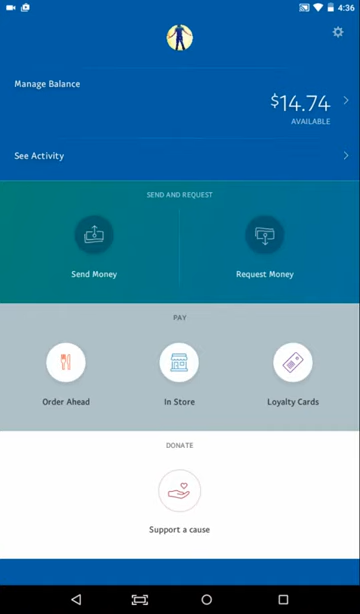 4:36
Manage Balance
$14.74
AVAILABLE
See Activity
SEND AND REQUEST
Send Money
Request Money
PAY
Order Ahead
In Store
Loyalty Cards
DONATE
Support a cause